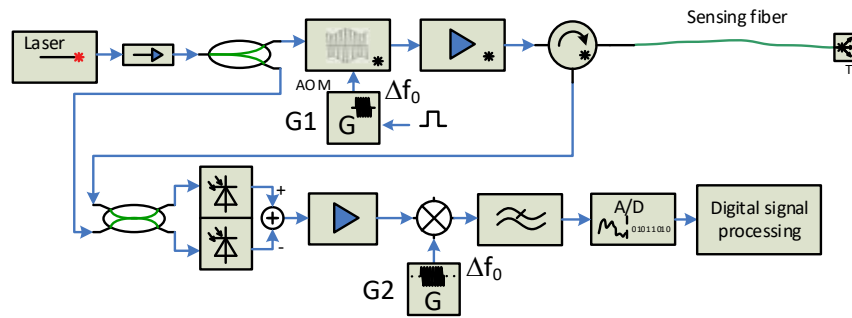 Sensing fiber
Laser
T
AOM
Δf0
G1
G
A/D
01011010
Digital signal
processing
+
-
Δf0
G2
G